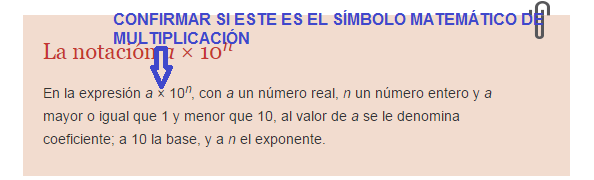 CONFIRMAR SI ESTE ES EL SÍMBOLO MATEMÁTICO DE
MULTIPLICACIÓN
La notación a × 10ⁿ
En la expresión a × 10ⁿ, con a un número real, n un número entero y a
mayor o igual que 1 y menor que 10, al valor de a se le denomina
coeficiente; a 10 la base, y a n el exponente.